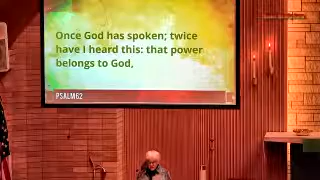 Once God has spoken; twice
have I heard this: that power
belongs to God,
PSALM62